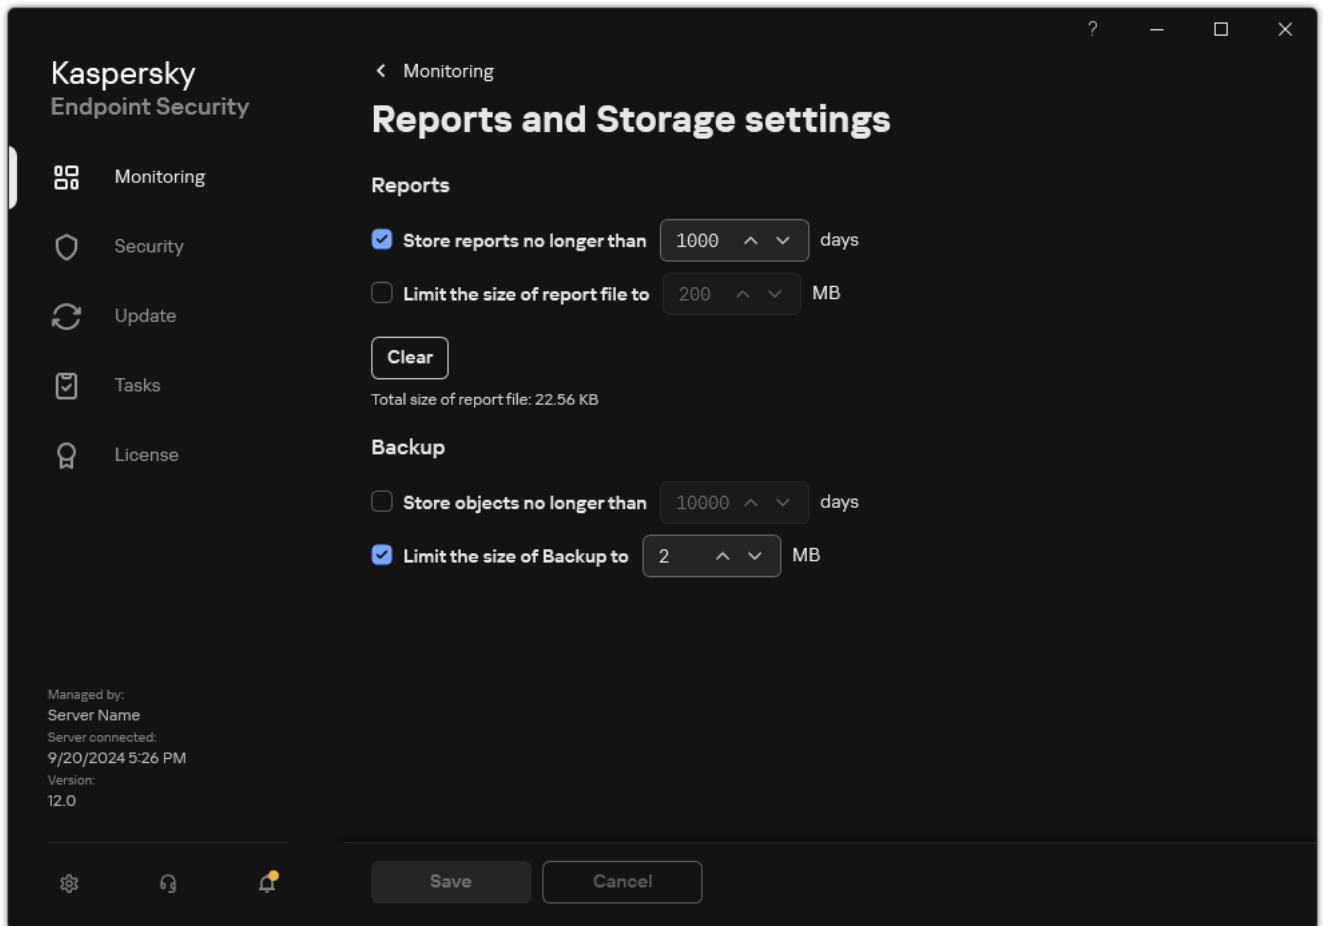 ?
Kaspersky
Endpoint Security
Monitoring
Security
Update
Tasks
License
Managed by:
Server Name
Server connected:
9/20/2024 5:26 PM
Version:
12.0
Monitoring
Reports and Storage settings
Reports
Store reports no longer than 1000 days
Limit the size of report file to 200 MB
Clear
Total size of report file: 22.56 KB
Backup
Store objects no longer than 10000 days
Limit the size of Backup to 2 MB
Save Cancel